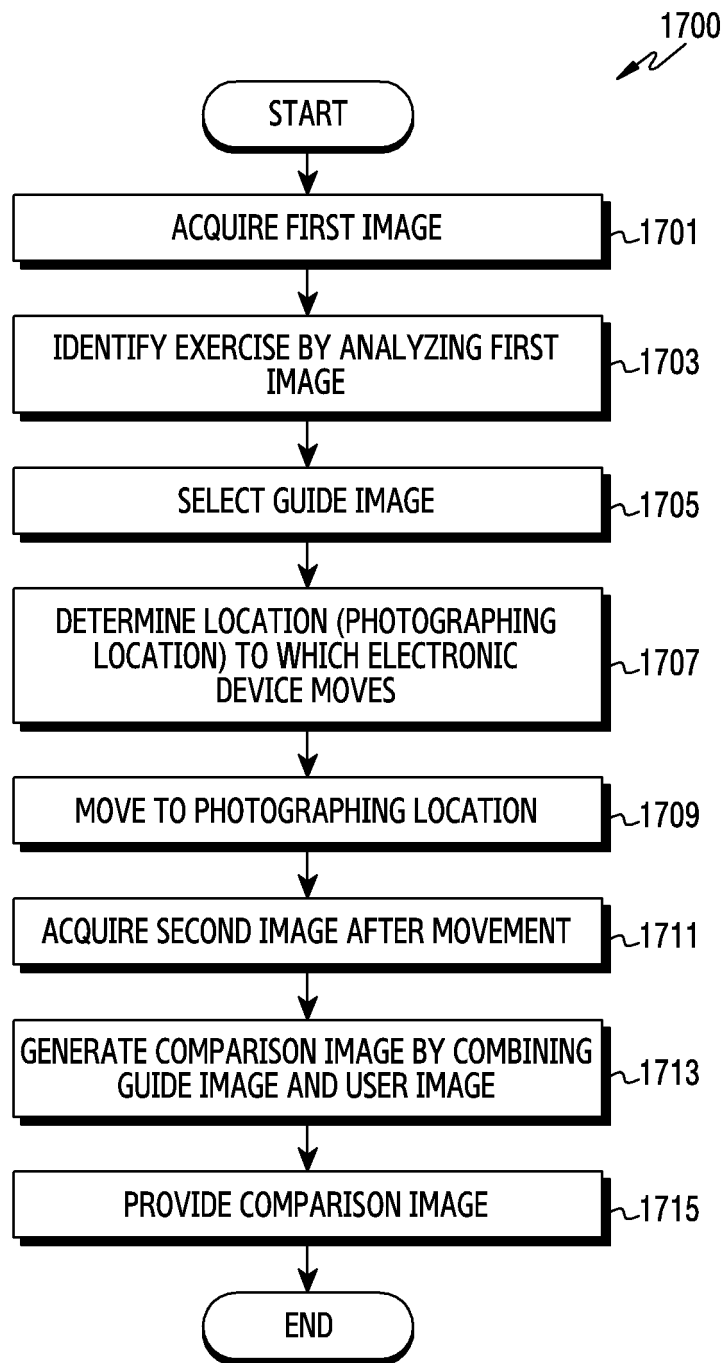 1700
START
ACQUIRE FIRST IMAGE
1701
IDENTIFY EXERCISE BY ANALYZING FIRST
IMAGE
1703
SELECT GUIDE IMAGE
1705
DETERMINE LOCATION (PHOTOGRAPHING
LOCATION) TO WHICH ELECTRONIC
DEVICE MOVES
1707
MOVE TO PHOTOGRAPHING LOCATION
1709
ACQUIRE SECOND IMAGE AFTER MOVEMENT
1711
GENERATE COMPARISON IMAGE BY COMBINING
GUIDE IMAGE AND USER IMAGE
1713
PROVIDE COMPARISON IMAGE
1715
END